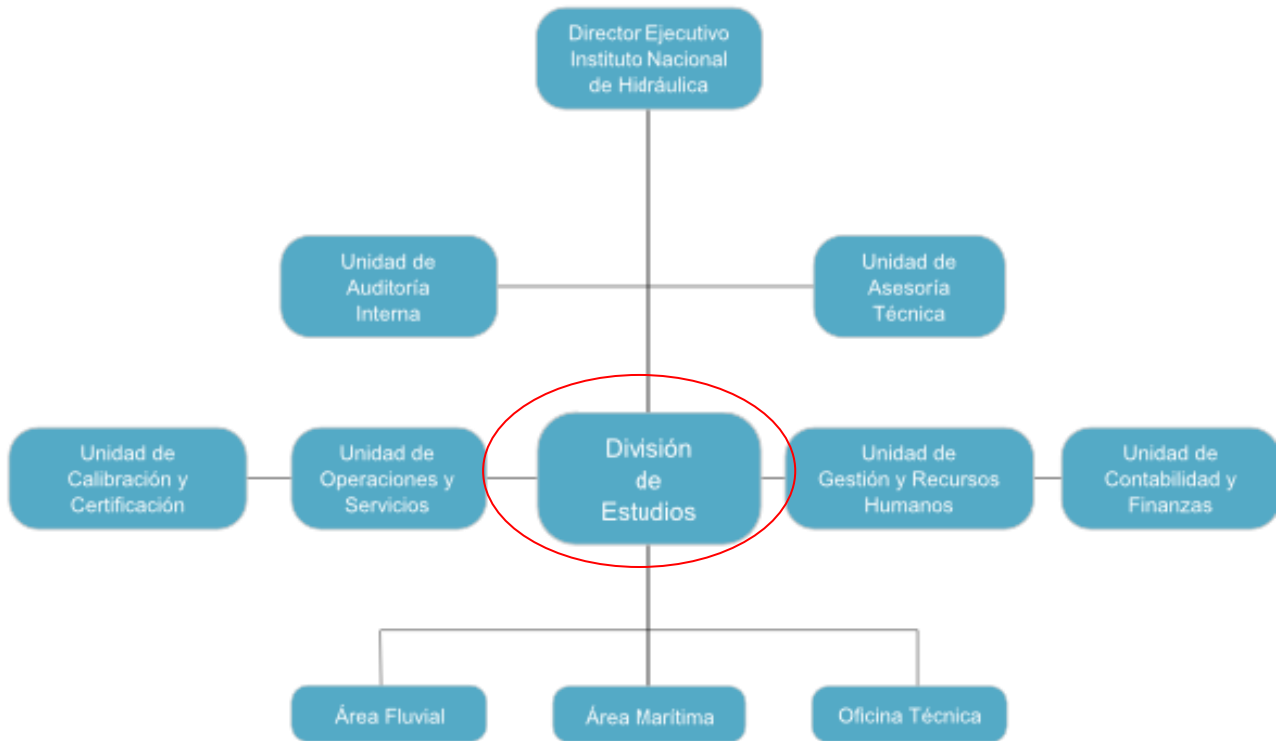 Director Ejecutivo
Instituto Nacional
de Hidráulica
Unidad de
Auditoría
Interna
Unidad de
Asesoría
Técnica
Unidad de
Calibración y
Certificación
Unidad de
Operaciones y
Servicios
División
de
Estudios
Unidad de
Gestión y Recursos
Humanos
Unidad de
Contabilidad y
Finanzas
Área Fluvial
Área Marítima
Oficina Técnica